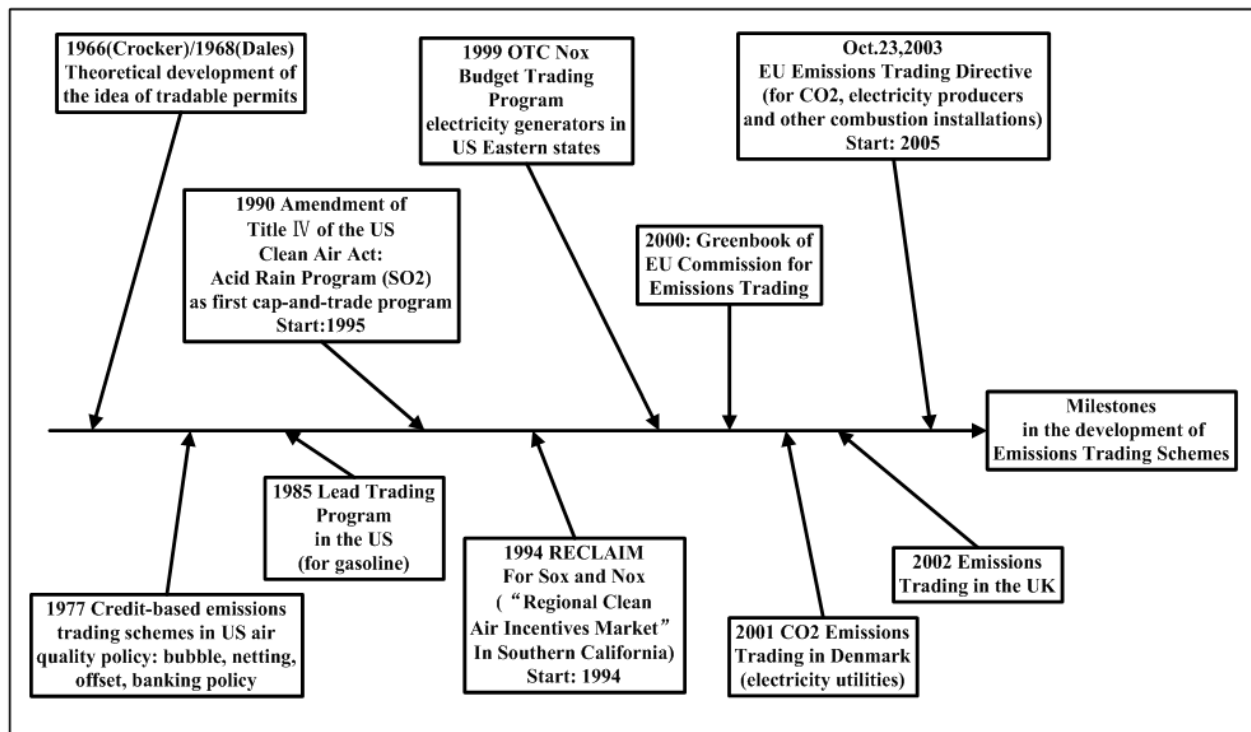 1966(Crocker)/1968(Dales)
Theoretical development of
the idea of tradable permits
1999 OTC Nox
Budget Trading
Program
electricity generators in
US Eastern states
Oct.23,2003
EU Emissions Trading Directive
(for CO2, electricity producers
and other combustion installations)
Start: 2005
1990 Amendment of
Title Ⅳ of the US
Clean Air Act:
Acid Rain Program (SO2)
as first cap-and-trade program
Start:1995
2000: Greenbook of
EU Commission for
Emissions Trading
Milestones
in the development of
Emissions Trading Schemes
1985 Lead Trading
Program
in the US
(for gasoline)
1994 RECLAIM
For Sox and Nox
( “Regional Clean
Air Incentives Market”
In Southern California)
Start: 1994
2002 Emissions
Trading in the UK
1977 Credit-based emissions
trading schemes in US air
quality policy: bubble, netting,
offset, banking policy
2001 CO2 Emissions
Trading in Denmark
(electricity utilities)